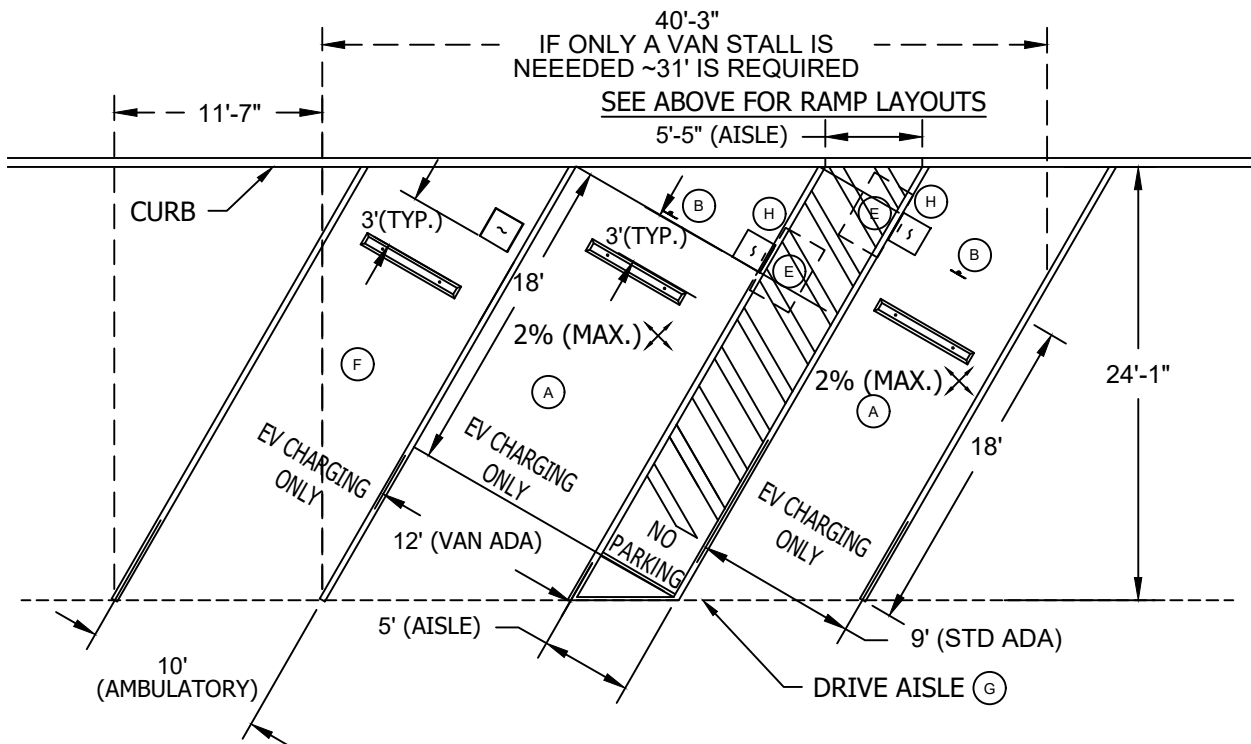 40'-3"
IF ONLY A VAN STALL IS
NEEEDED ~31' IS REQUIRED
11'-7"
SEE ABOVE FOR RAMP LAYOUTS
5'-5" (AISLE)
CURB
3'(TYP.)
~
18'
B
3'(TYP.)
H
E
E
H
B
2% (MAX.)
F
A
2% (MAX.)
A
24'-1"
18'
EV CHARGING
ONLY
EV CHARGING
ONLY
EV CHARGING
ONLY
NO
PARKING
12' (VAN ADA)
5' (AISLE)
9' (STD ADA)
10'
(AMBULATORY)
DRIVE AISLE G